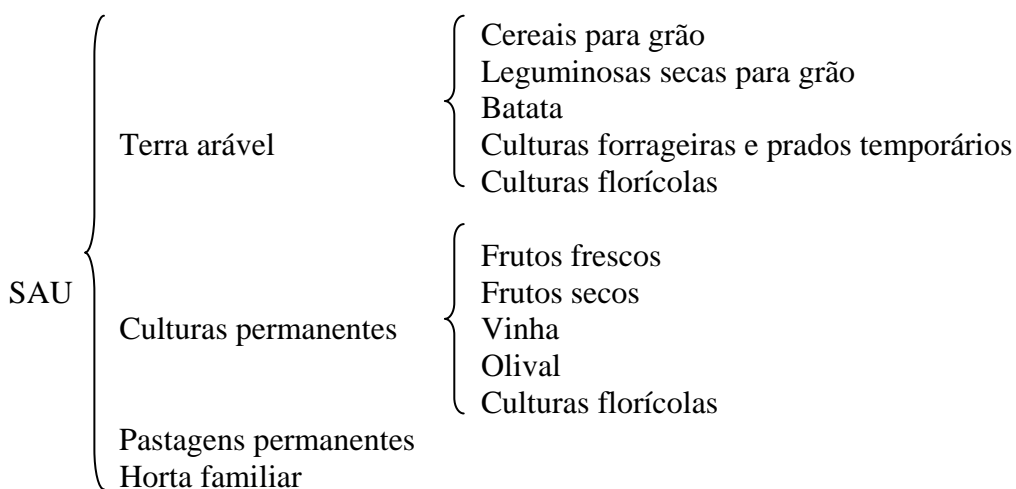 Cereais para grão
Leguminosas secas para grão
Batata
Terra arável
Culturas forrageiras e prados temporários
Culturas florícolas
Frutos frescos
SAU
Frutos secos
Culturas permanentes
Vinha
Olival
Culturas florícolas
Pastagens permanentes
Horta familiar